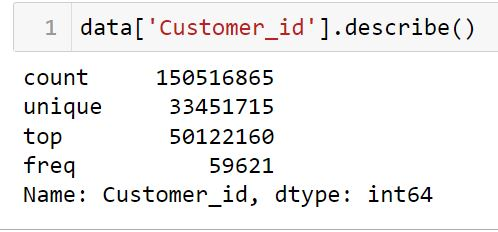 1 data['Customer_id'].describe()
count 150516865
unique 33451715
top 50122160
freq 59621
Name: Customer_id, dtype: int64